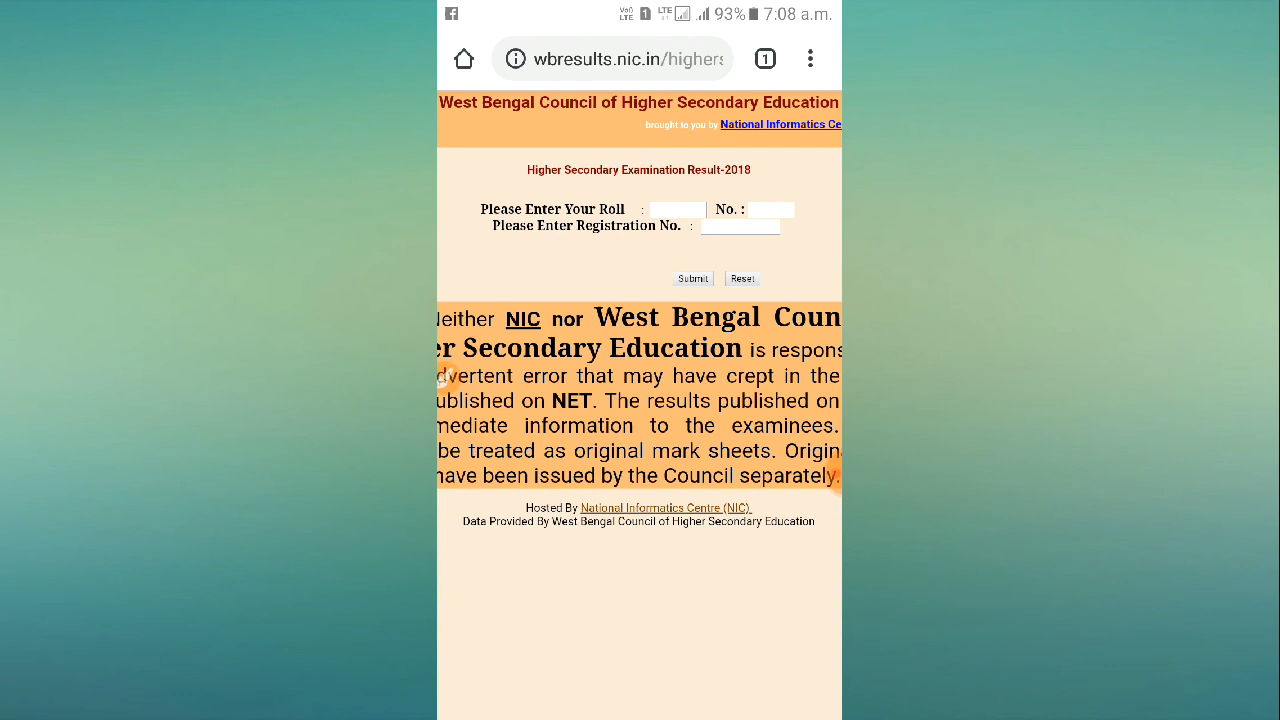 Vo) LTE 1 LTE 93% 7:08 a.m.
wbresults.nic.in/highers 1
West Bengal Council of Higher Secondary Education
brought to you by National Informatics Ce
Higher Secondary Examination Result-2018
Please Enter Your Roll : No. :
Please Enter Registration No. :
Submit Reset
Neither NIC nor West Bengal Coun
er Secondary Education is respons
dvertent error that may have crept in the
ublished on NET. The results published on
mediate information to the examinees.
be treated as original mark sheets. Origin
have been issued by the Council separately.
Hosted By National Informatics Centre (NIC)
Data Provided By West Bengal Council of Higher Secondary Education